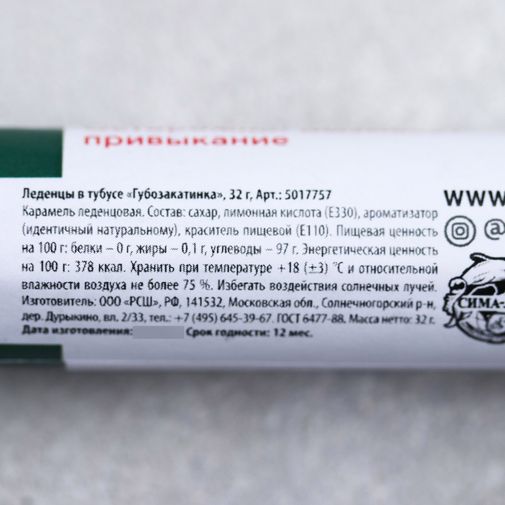 привыкание
Леденцы в тубусе «Губозакатинка», 32 г, Арт.: 5017757
Карамель леденцовая. Состав: сахар, лимонная кислота (Е330), ароматизатор
(идентичный натуральному), краситель пищевой (Е110). Пищевая ценность
на 100 г: белки – 0 г, жиры – 0,1 г, углеводы – 97 г. Энергетическая ценность
на 100 г: 378 ккал. Хранить при температуре +18 (±3) °С и относительной
влажности воздуха не более 75 %. Избегать воздействия солнечных лучей.
Изготовитель: ООО «РСШ», РФ, 141532, Московская обл., Солнечногорский р-н,
дер. Дурыкино, вл. 2/33, тел.: +7 (495) 645-39-67. ГОСТ 6477-88. Масса нетто: 32 г.
Дата изготовления: Срок годности: 12 мес.
WWW
@
СИМА-